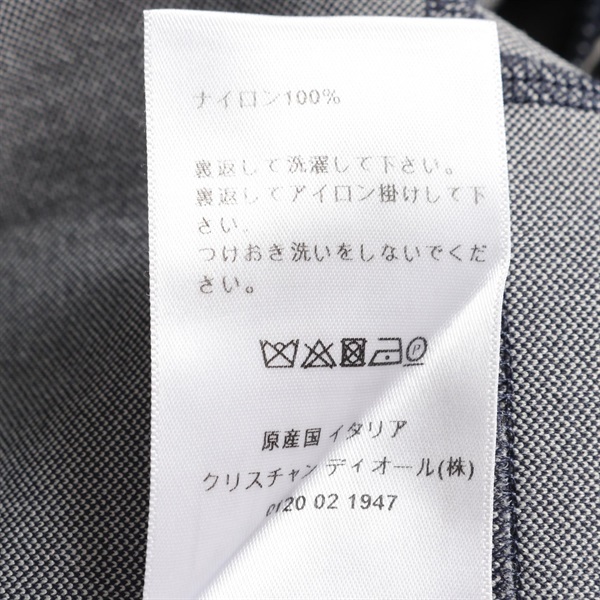 ナイロン100%
裏返して洗濯して下さい。
裏返してアイロン掛けして下
さい。
つけおき洗いをしないでくだ
さい。
P
原産国 イタリア
クリスチャン ディオール(株)
0120 02 1947